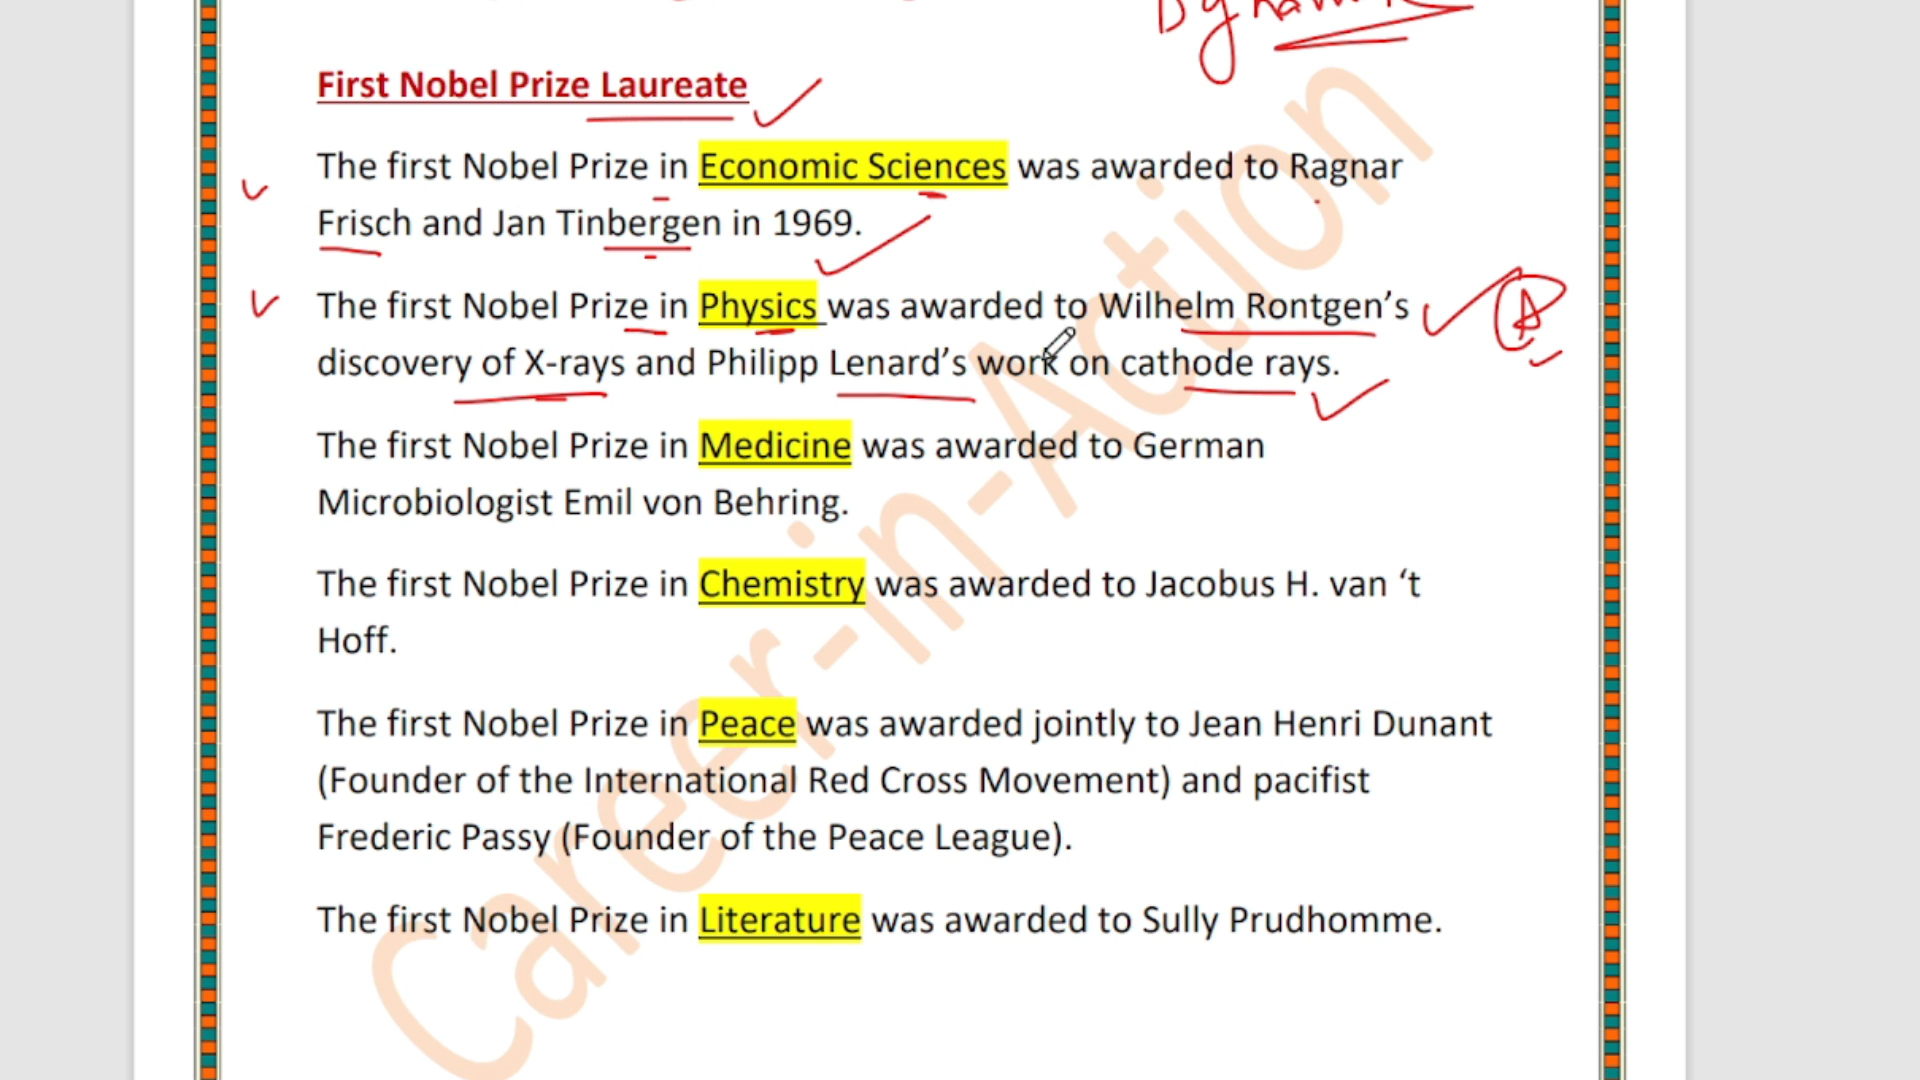 First Nobel Prize Laureate
The first Nobel Prize in Economic Sciences was awarded to Ragnar
Frisch and Jan Tinbergen in 1969.
The first Nobel Prize in Physics was awarded to Wilhelm Rontgen’s
discovery of X-rays and Philipp Lenard’s work on cathode rays.
The first Nobel Prize in Medicine was awarded to German
Microbiologist Emil von Behring.
The first Nobel Prize in Chemistry was awarded to Jacobus H. van ‘t
Hoff.
The first Nobel Prize in Peace was awarded jointly to Jean Henri Dunant
(Founder of the International Red Cross Movement) and pacifist
Frederic Passy (Founder of the Peace League).
The first Nobel Prize in Literature was awarded to Sully Prudhomme.
Career-in-Action